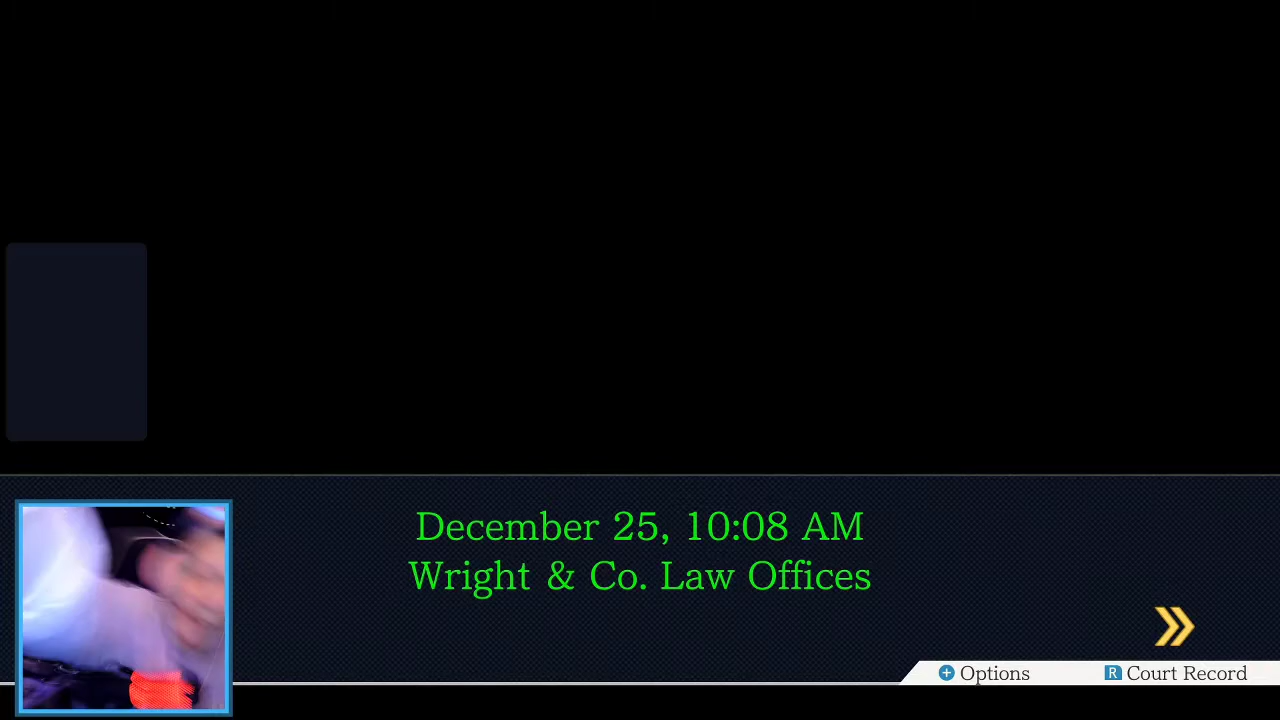 December 25, 10:08 AM
Wright & Co. Law Offices
+ Options R Court Record